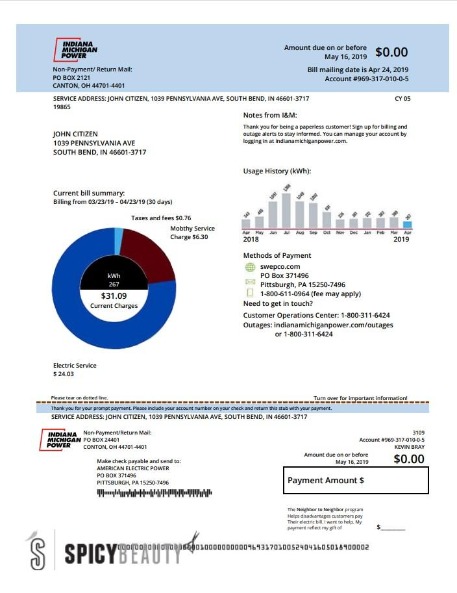 INDIANA
MICHIGAN
POWER
Non-Payment/ Return Mail:
PO BOX 2121
CANTON, OH 44701-4401
Amount due on or before
May 16, 2019 $0.00
Bill mailing date is Apr 24, 2019
Account #969-317-010-0-5
SERVICE ADDRESS: JOHN CITIZEN, 1039 PENNSYLVANIA AVE, SOUTH BEND, IN 46601-3717
CY 05
19865
Notes from I&M:
Thank you for being a paperless customer! Sign up for billing and
outage alerts to stay informed. You can manage your account by
logging in at indianamichiganpower.com.
JOHN CITIZEN
1039 PENNSYLVANIA AVE
SOUTH BEND, IN 46601-3717
Usage History (kWh):
Apr May Jun Jul Aug Sep Oct Nov Dec Jan Feb Mar Apr
2018 2019
Current bill summary:
Billing from 03/23/19 - 04/23/19 (30 days)
Taxes and fees $0.76
Mobthy Service
Charge $6.30
kWh
267
$31.09
Current Charges
Electric Service
$ 24.03
Methods of Payment
swepco.com
PO Box 371496
Pittsburgh, PA 15250-7496
1-800-611-0964 (fee may apply)
Need to get in touch?
Customer Operations Center: 1-800-311-6424
Outages: indianamichiganpower.com/outages
or 1-800-311-6424
Please tear on dotted line.
Turn over for important information!
Thank you for your prompt payment. Please include your account number on your check and return this stub with your payment.
SERVICE ADDRESS: JOHN CITIZEN, 1039 PENNSYLVANIA AVE, SOUTH BEND, IN 46601-3717
INDIANA
MICHIGAN
POWER
Non-Payment/Return Mail:
PO BOX 24401
CANTON, OH 44701-4401
3109
Account #969-317-010-0-5
KEVIN BRAY
Amount due on or before
May 16, 2019 $0.00
Make check payable and send to:
AMERICAN ELECTRIC POWER
PO BOX 371496
PITTSBURGH, PA 15250-7496
Payment Amount $
The Neighbor to Neighbor program
Helps disadvantages customers pay
Their electric bill. I want to help. My
payment reflect my gift of $
SPICYBEAUTY